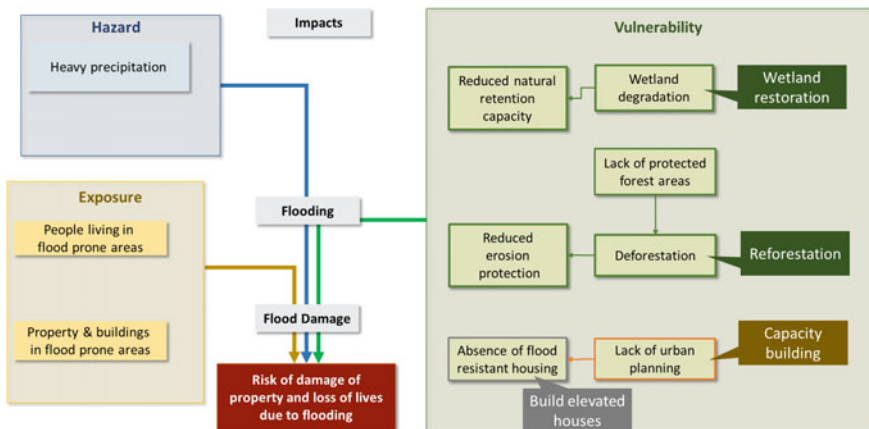 Hazard
Heavy precipitation
Impacts
Exposure
People living in
flood prone areas
Property & buildings
in flood prone areas
Flooding
Flood Damage
Risk of damage of
property and loss of lives
due to flooding
Vulnerability
Reduced natural
retention
capacity
Wetland
degradation
Wetland
restoration
Lack of protected
forest areas
Reduced
erosion
protection
Deforestation
Reforestation
Absence of flood
resistant housing
Lack of urban
planning
Capacity
building
Build elevated
houses